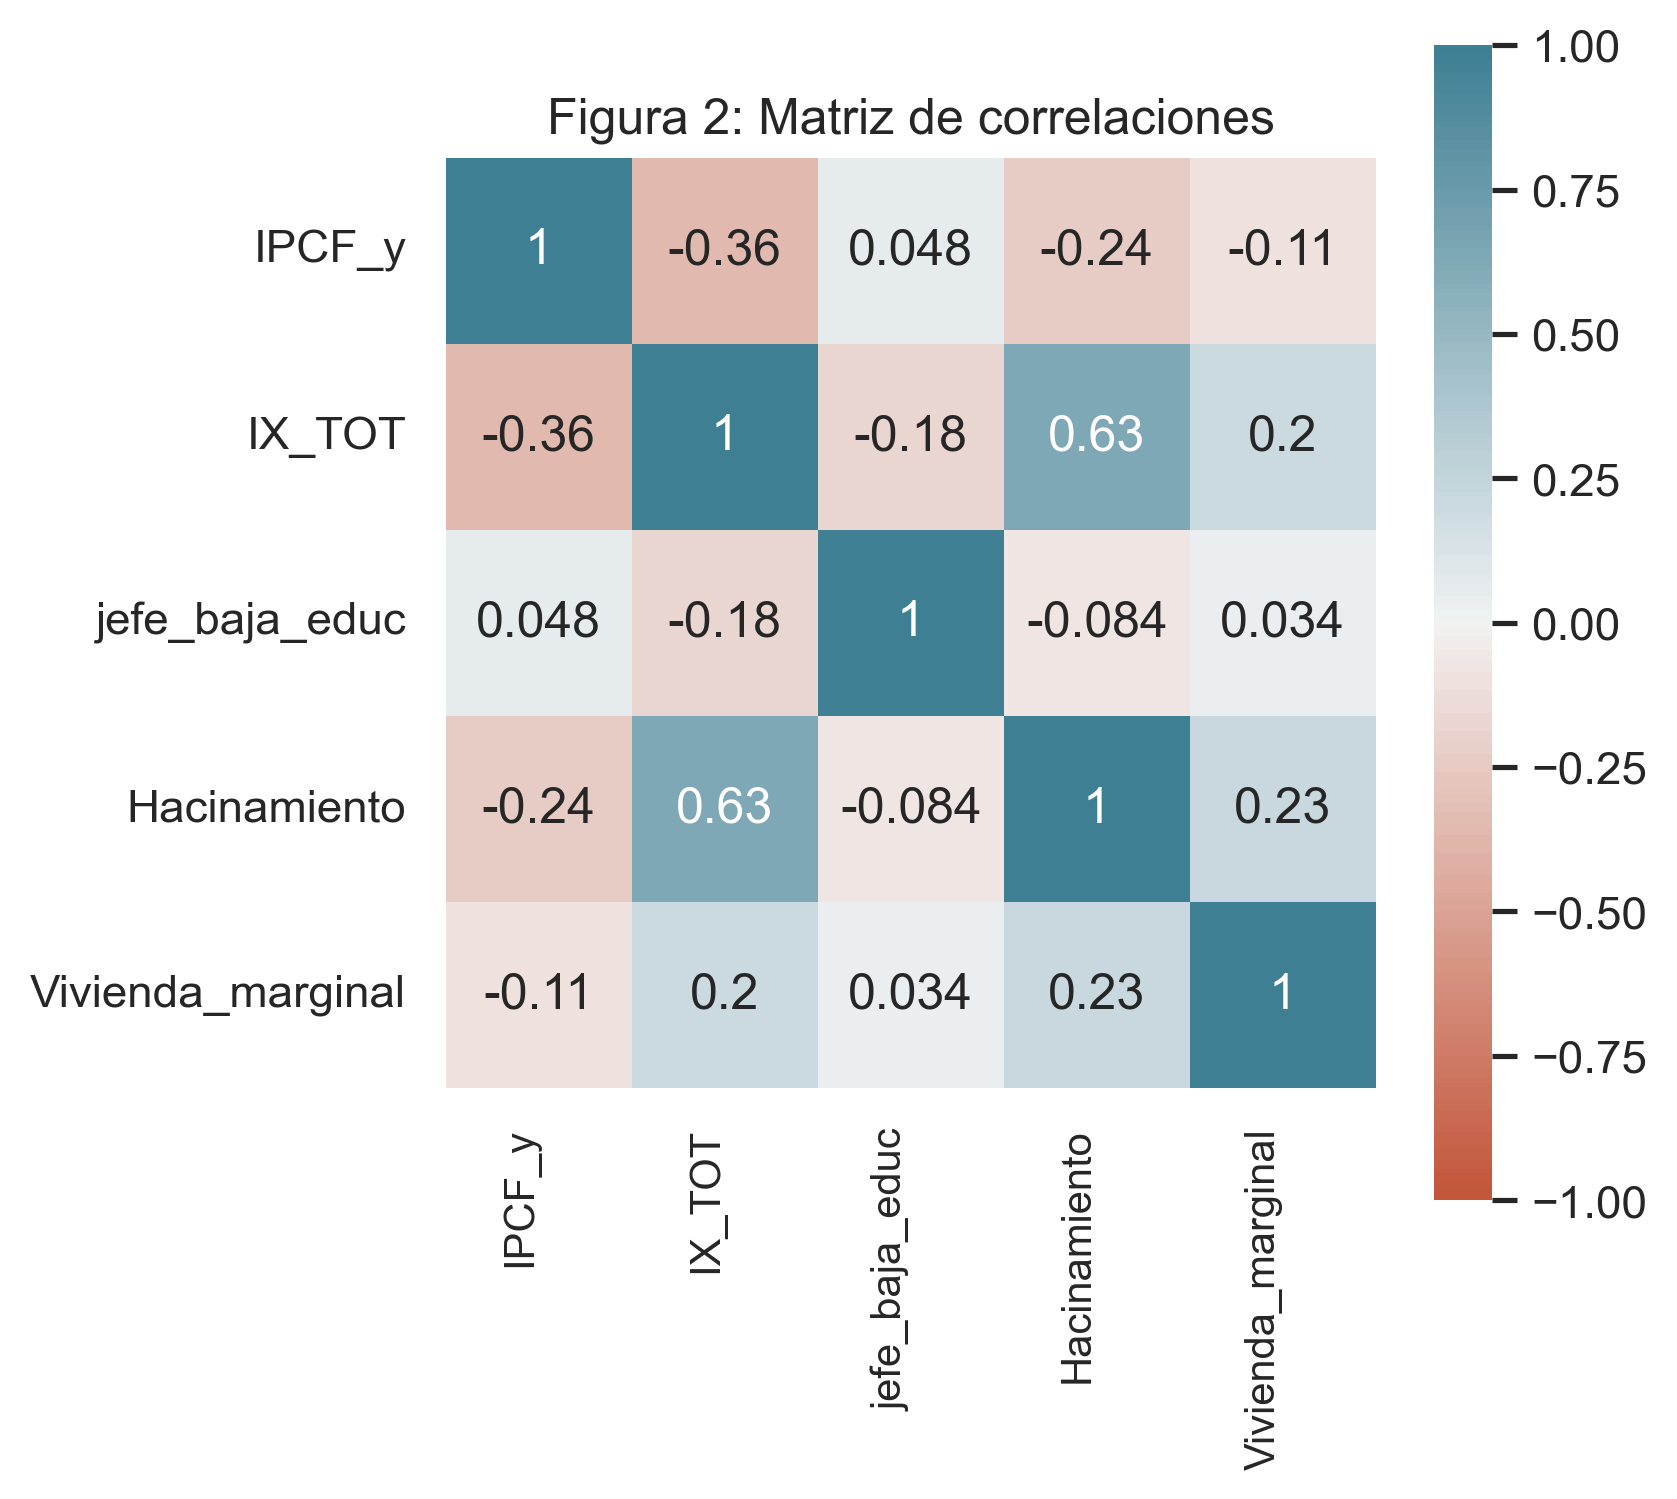 Figura 2: Matriz de correlaciones
IPCF_y 1 -0.36 0.048 -0.24 -0.11
IX_TOT -0.36 1 -0.18 0.63 0.2
jefe_baja_educ 0.048 -0.18 1 -0.084 0.034
Hacinamiento -0.24 0.63 -0.084 1 0.23
Vivienda_marginal -0.11 0.2 0.034 0.23 1
IPCF_y
IX_TOT
jefe_baja_educ
Hacinamiento
Vivienda_marginal
1.00
0.75
0.50
0.25
0.00
−0.25
−0.50
−0.75
−1.00